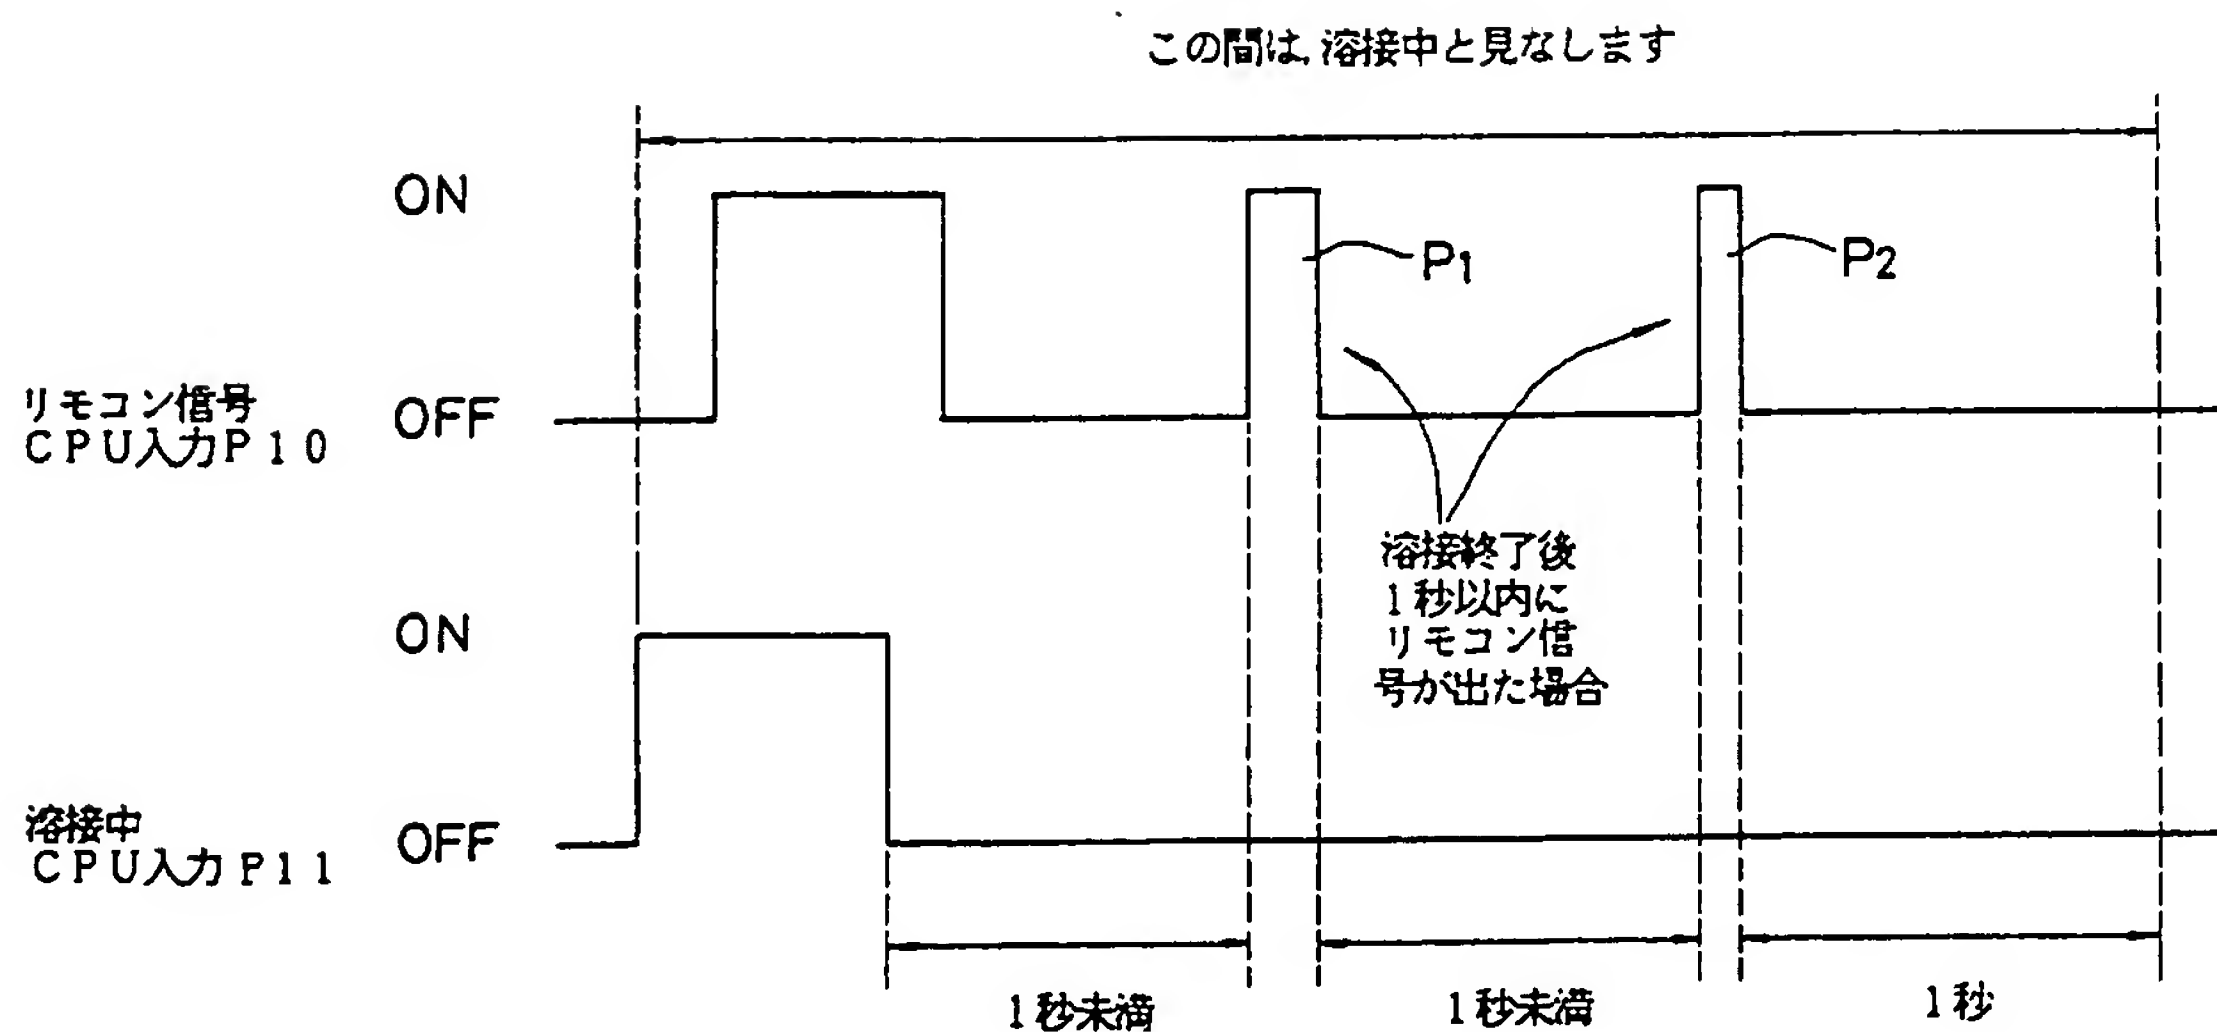 この間は,溶接中と見なします
ON
P1
P2
リモコン信号
CPU入力P10
OFF
溶接終了後
1秒以内に
リモコン信
号が出た場合
ON
溶接中
CPU入力P11
OFF
1秒未満
1秒未満
1秒